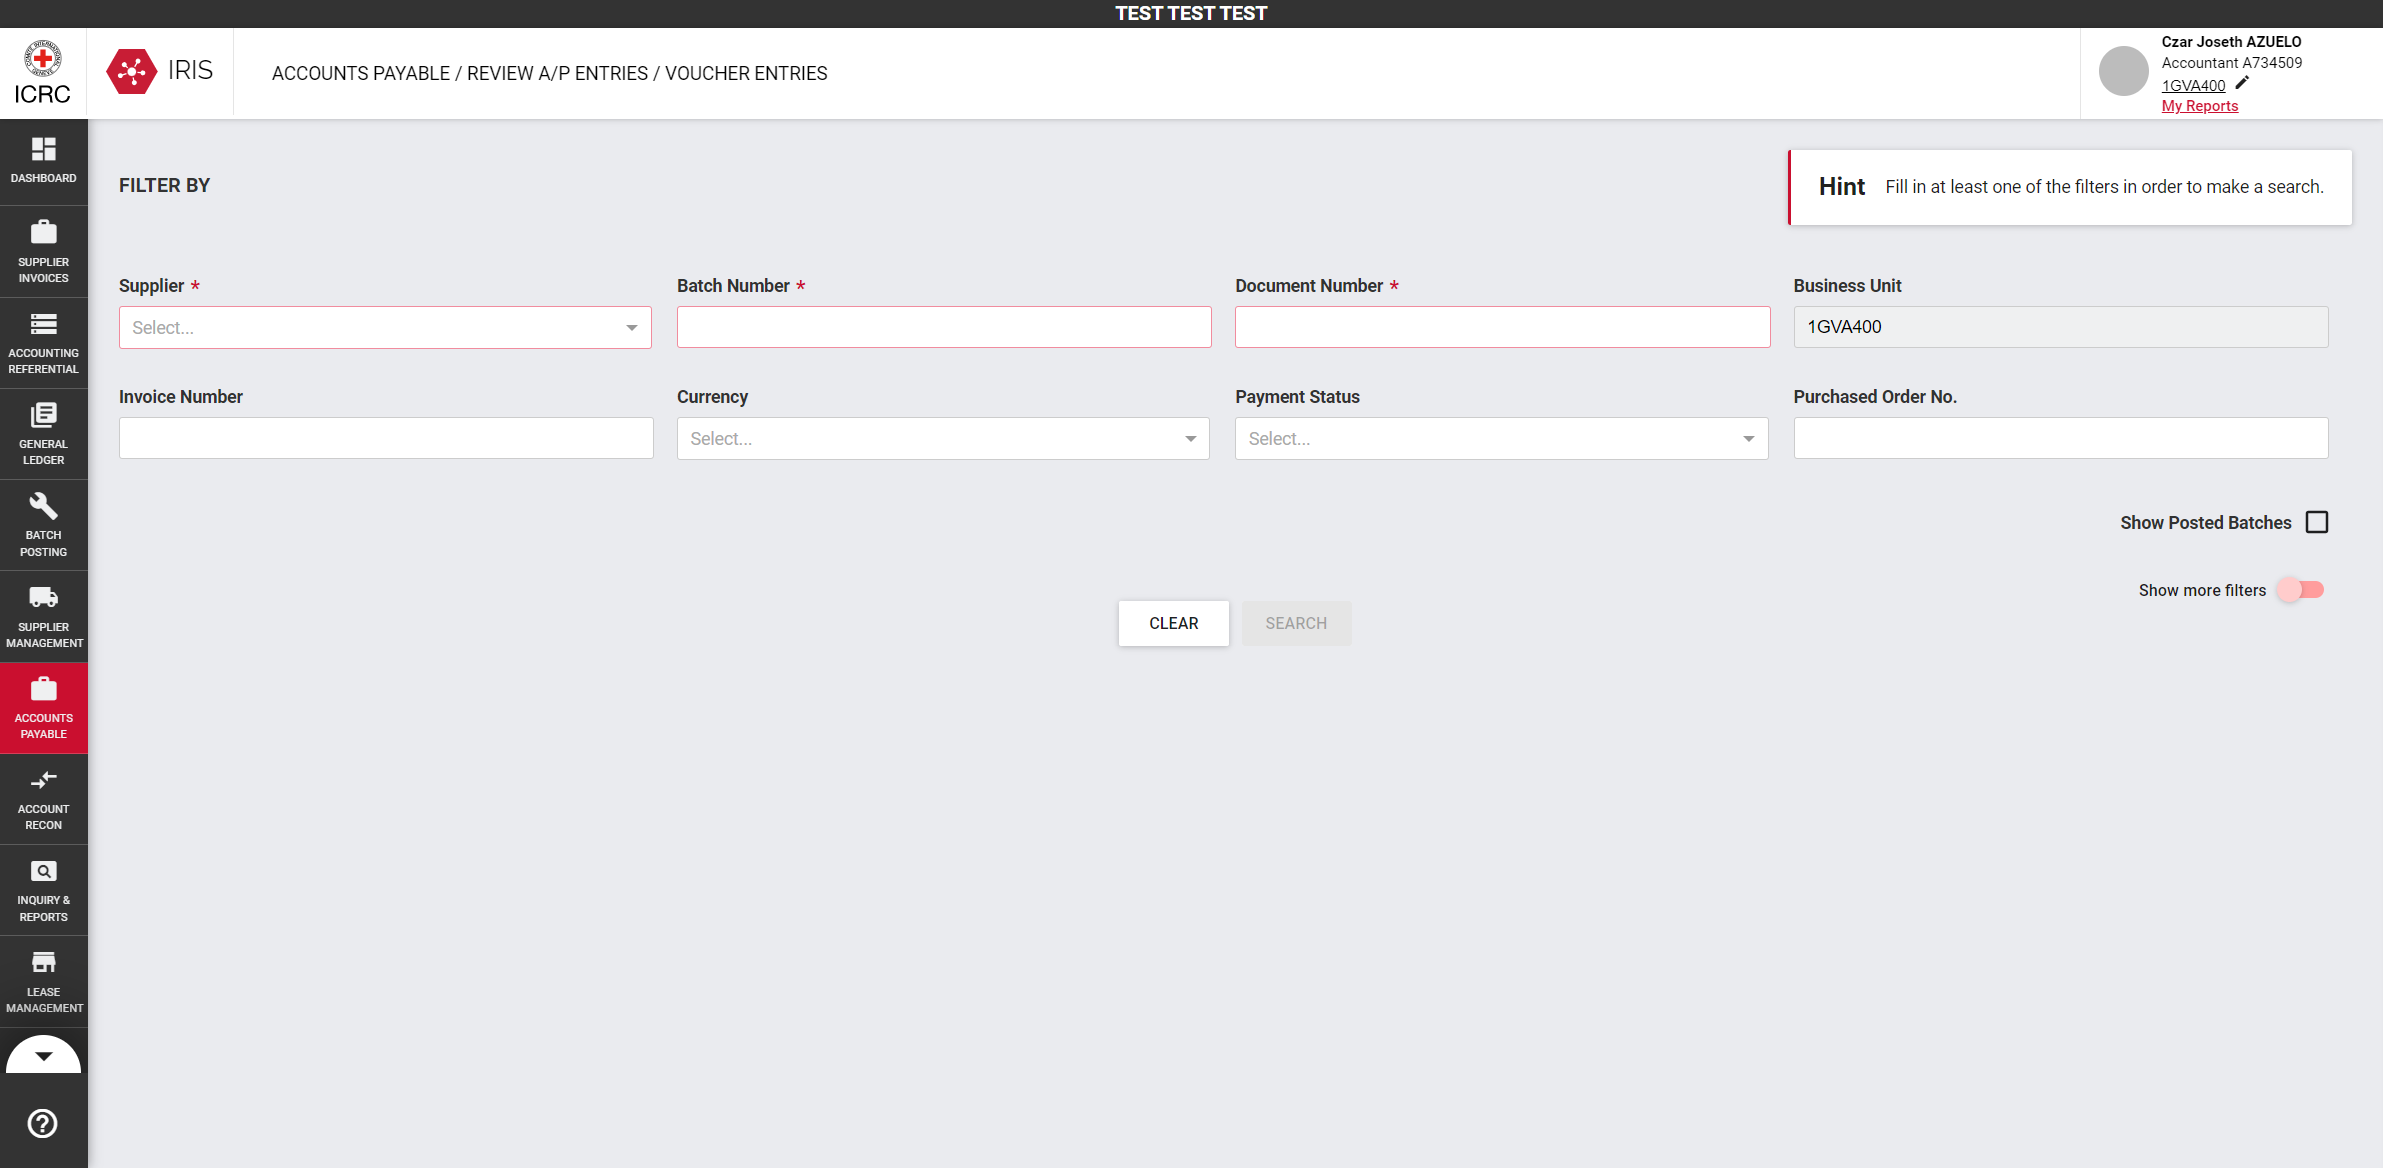 TEST TEST TEST
ICRC
IRIS
ACCOUNTS PAYABLE / REVIEW A/P ENTRIES / VOUCHER ENTRIES
Czar Joseth AZUELO
Accountant A734509
1GVA400
My Reports
DASHBOARD
SUPPLIER
INVOICES
ACCOUNTING
REFERENTIAL
GENERAL
LEDGER
BATCH
POSTING
SUPPLIER
MANAGEMENT
ACCOUNTS
PAYABLE
ACCOUNT
RECON
INQUIRY &
REPORTS
LEASE
MANAGEMENT
FILTER BY
Hint Fill in at least one of the filters in order to make a search.
Supplier *
Select...
Batch Number *
Document Number *
Business Unit
1GVA400
Invoice Number
Currency
Select...
Payment Status
Select...
Purchased Order No.
Show Posted Batches
Show more filters
CLEAR
SEARCH